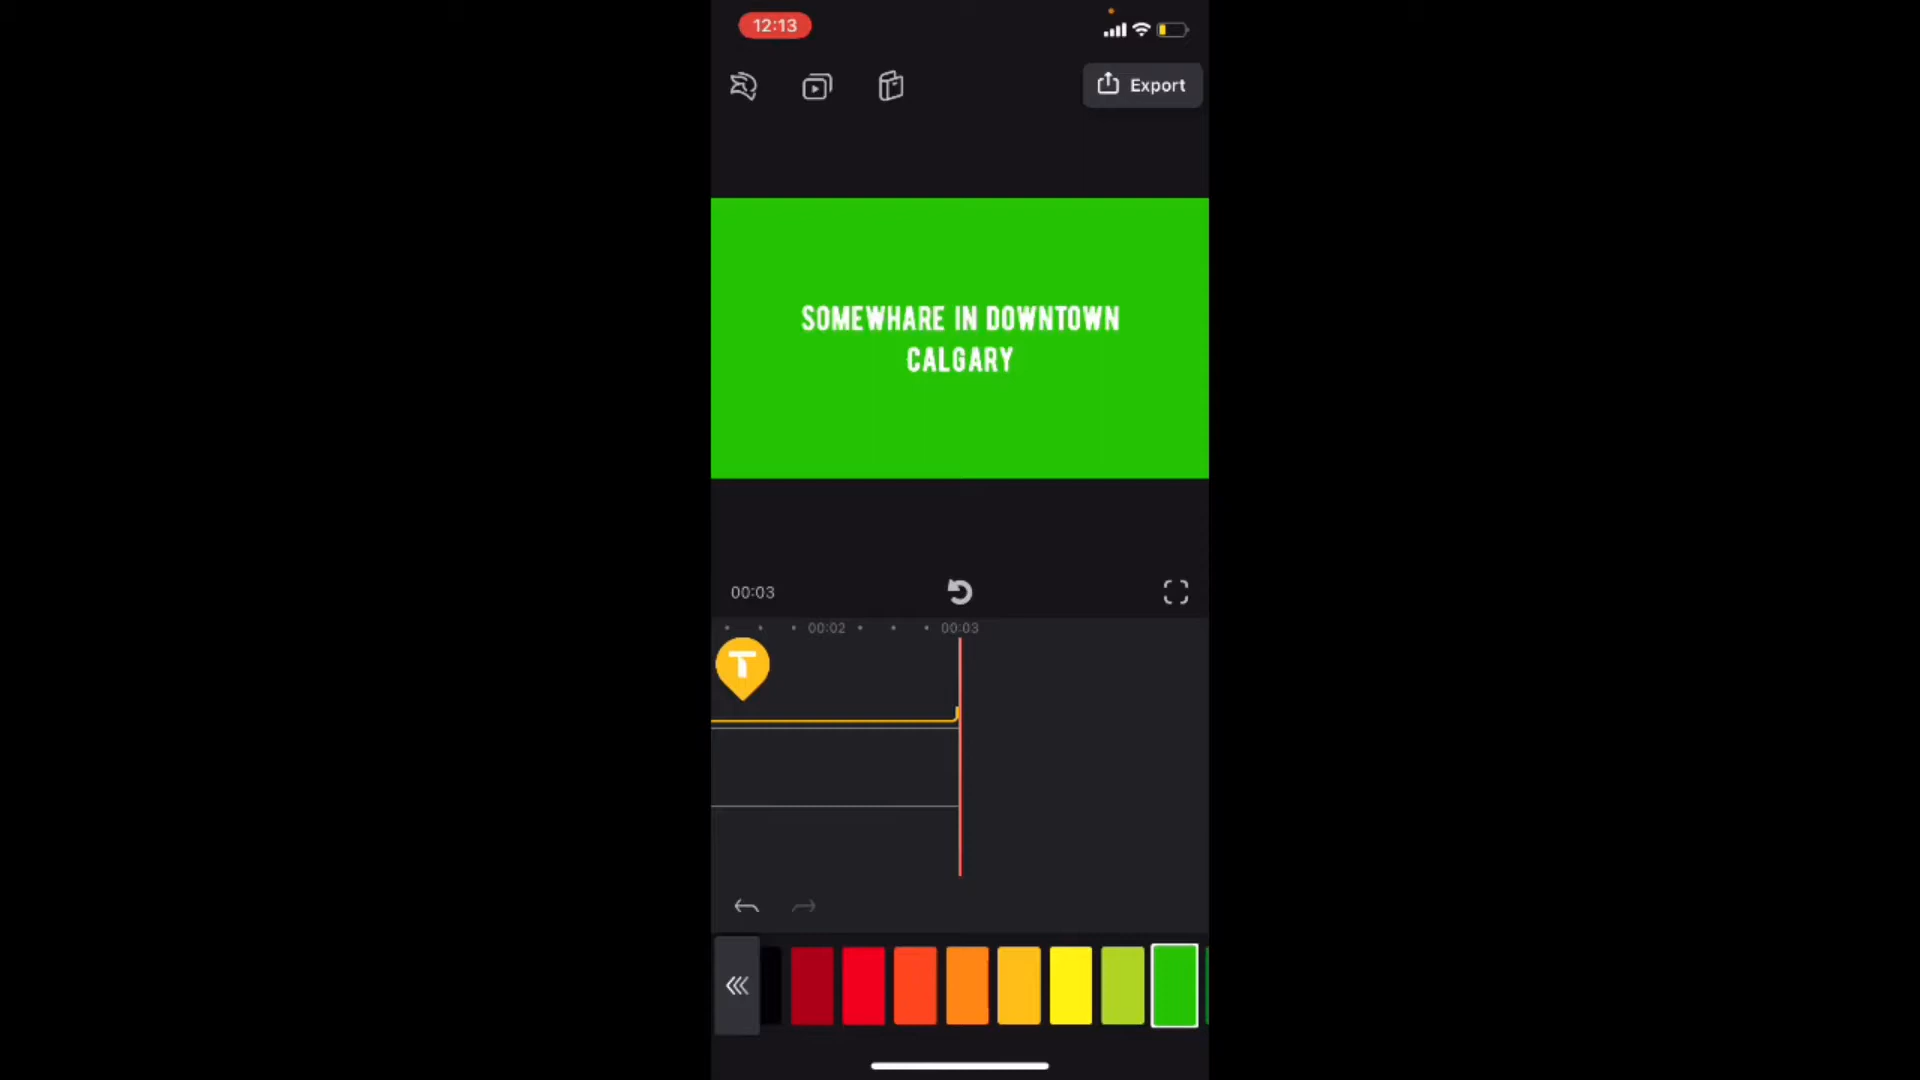 12:13
Export
SOMEWHARE IN DOWNTOWN
CALGARY
00:03
00:02
00:03
T